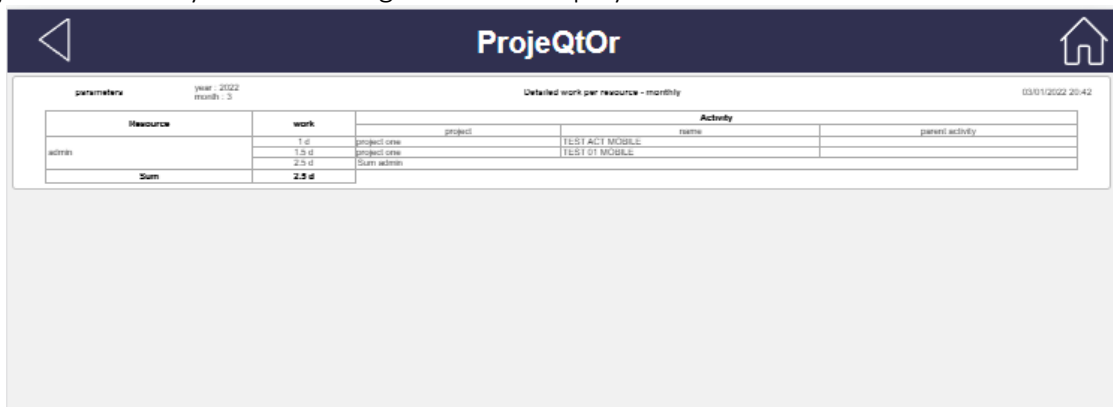 ProjeQtOr
parameters
year : 2022
month : 3
Detailed work per resource - monthly
03/01/2022 20:42
Resource work Activity
project name parent activity
admin
1 d project one TEST ACT MOBILE
1.5 d project one TEST 01 MOBILE
2.5 d Sum admin
Sum 2.5 d